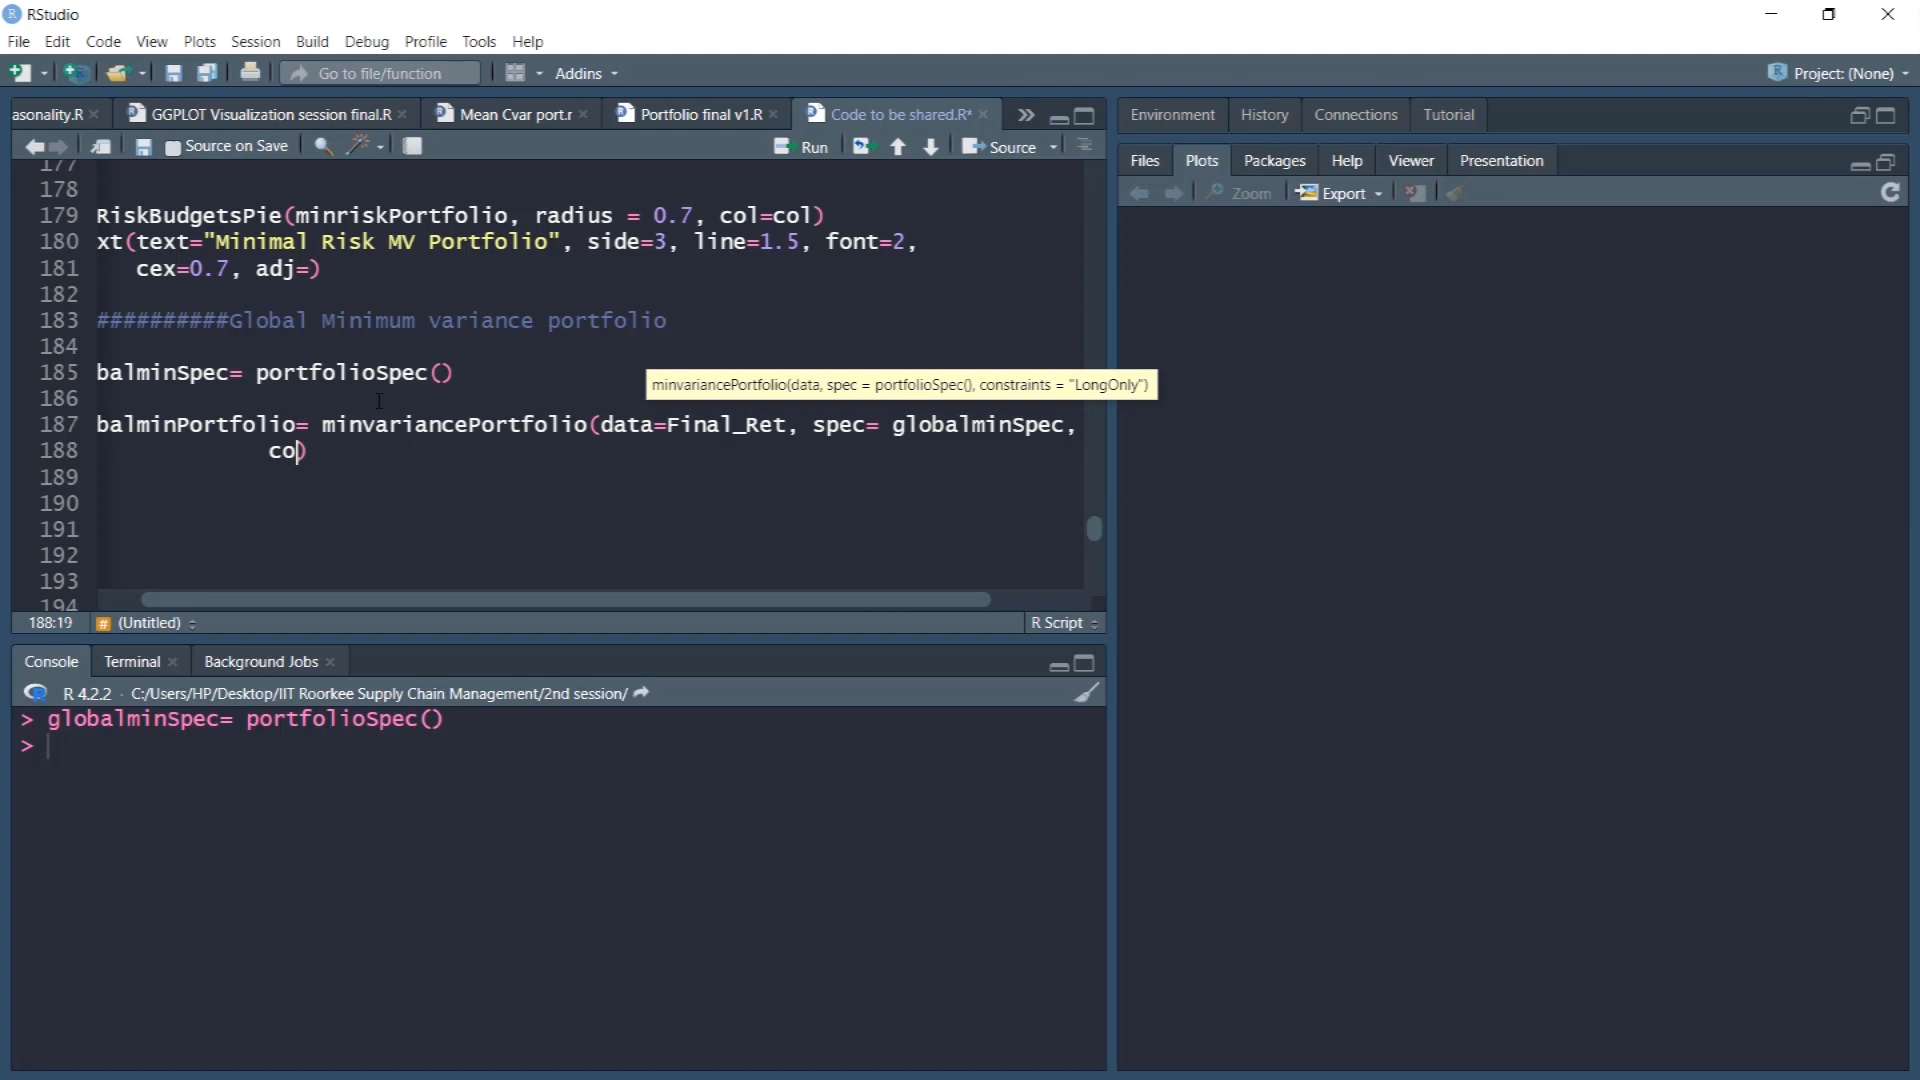 RStudio
File Edit Code View Plots Session Build Debug Profile Tools Help
Go to file/function Addins Project: (None)
asonality.R GGPLOT Visualization session final.R Mean Cvar port.r Portfolio final v1.R Code to be shared.R*
Source on Save Run Source
177
178
179 RiskBudgetsPie(minriskPortfolio, radius = 0.7, col=col)
180 xt(text="Minimal Risk MV Portfolio", side=3, line=1.5, font=2,
181 cex=0.7, adj=)
182
183 ##########Global Minimum variance portfolio
184
185 balminSpec= portfolioSpec()
minvariancePortfolio(data, spec = portfolioSpec(), constraints = "LongOnly")
186
187 balminPortfolio= minvariancePortfolio(data=Final_Ret, spec= globalminSpec,
188 co)
189
190
191
192
193
194
188:19 # (Untitled) R Script
Console Terminal Background Jobs
R 4.2.2 · C:/Users/HP/Desktop/IIT Roorkee Supply Chain Management/2nd session/
> globalminSpec= portfolioSpec()
>
Environment History Connections Tutorial
Files Plots Packages Help Viewer Presentation
Zoom Export